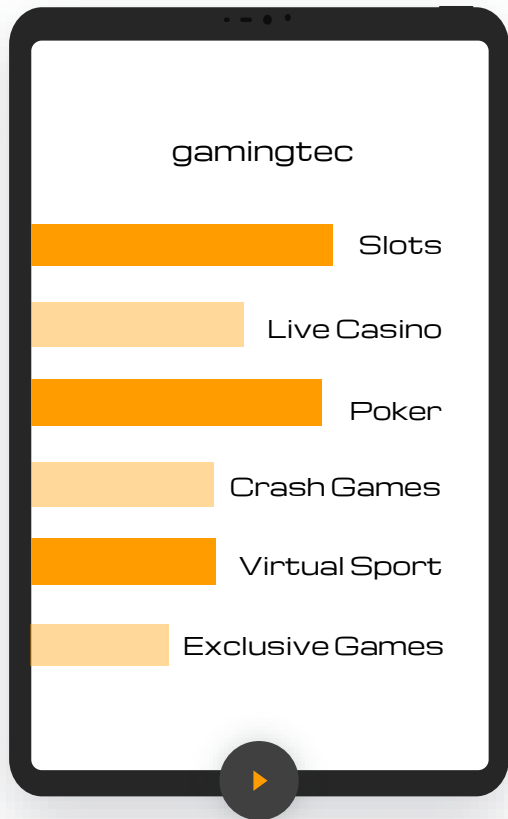 gamingtec
Slots
Live Casino
Poker
Crash Games
Virtual Sport
Exclusive Games